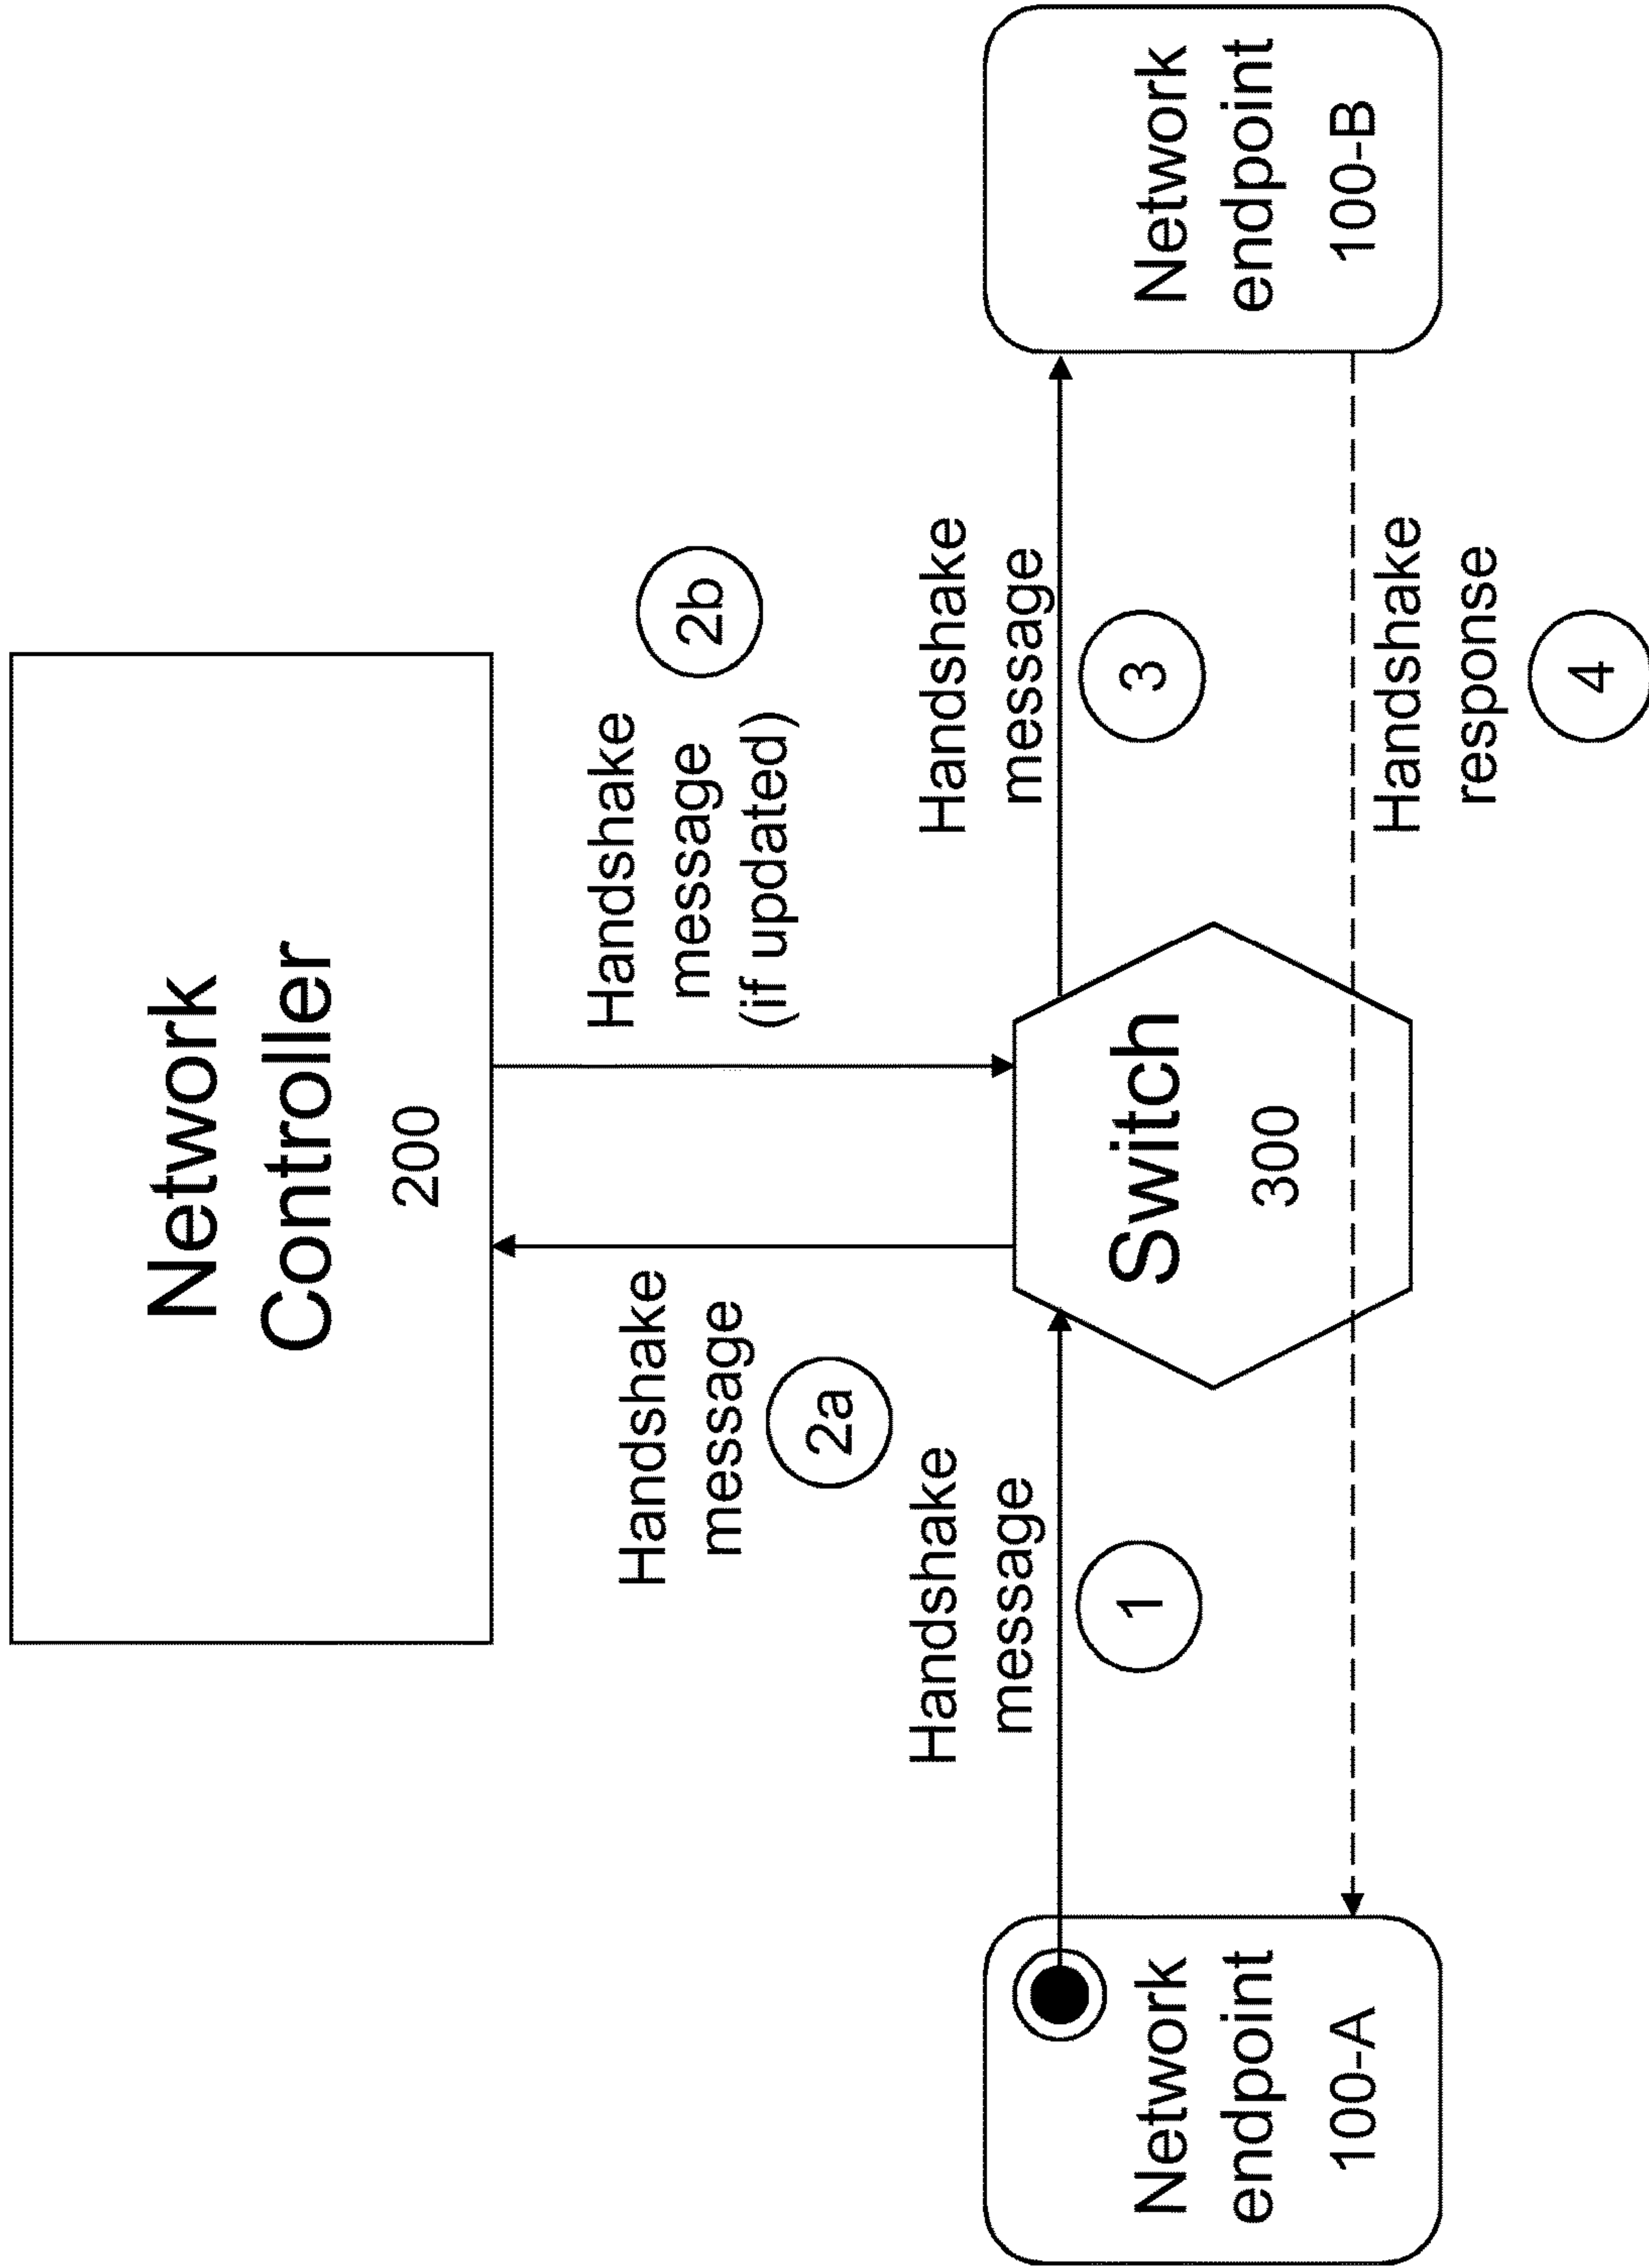 Network
Controller
200
Handshake
message
2a
Handshake
message
(if updated)
2b
Handshake
message
1
Handshake
message
3
Switch
300
Network
endpoint
100-A
Network
endpoint
100-B
Handshake
response
4